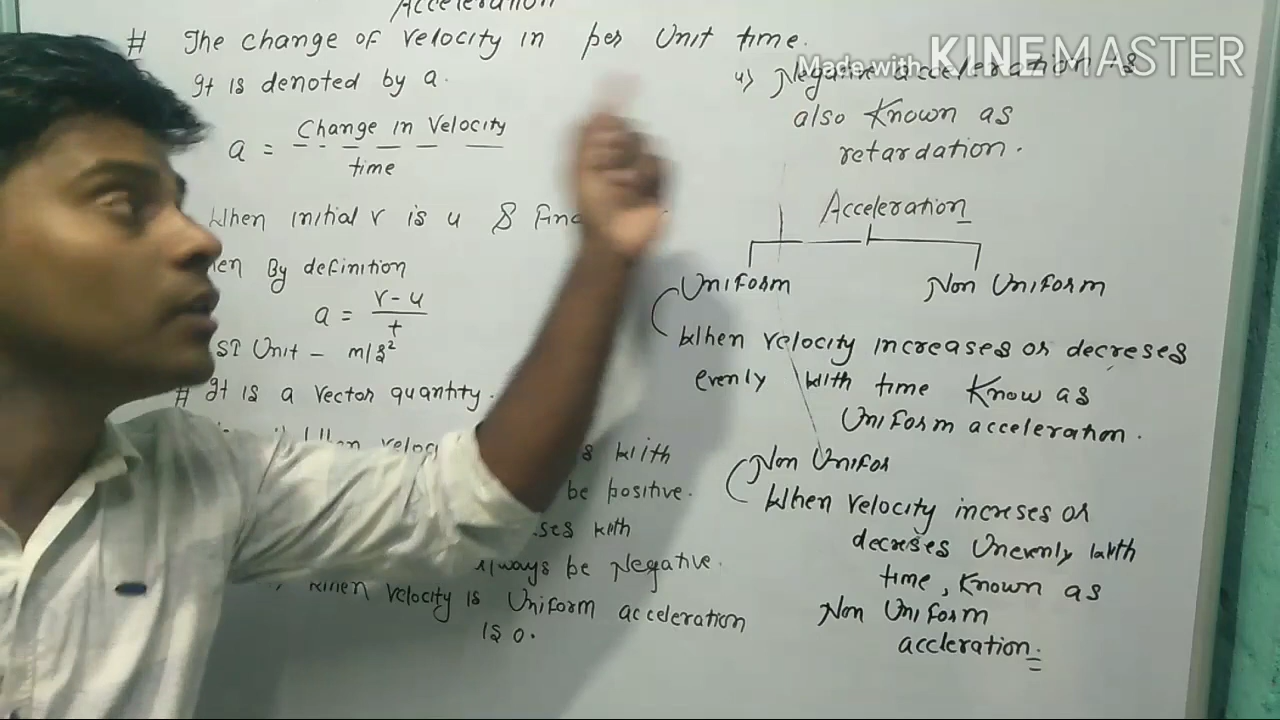 Acceleration
# The change of velocity in per Unit time.
It is denoted by a.
a = Change in Velocity
time
When initial v is u &
By definition
a = v - u
t
SI Unit - m/s²
# It is a vector quantity.
When
with
be positive.
with
always be Negative.
When velocity is Uniform acceleration
is 0.
Made with KINEMASTER
4) Negative acceleration is
also Known as
retardation.
Acceleration
Uniform Non Uniform
When velocity increases or decreses
evenly with time Know as
Uniform acceleration.
Non Unifor
When velocity increses or
decreses Unevenly with
time, Known as
Non Uniform
accleration.